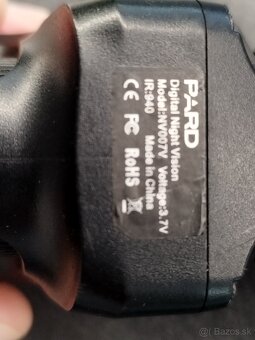 PARD
Digital Night Vision
Model:NV007V Voltage:3.7V
IR:940 Made in China
CE FC RoHS
Bazos.sk